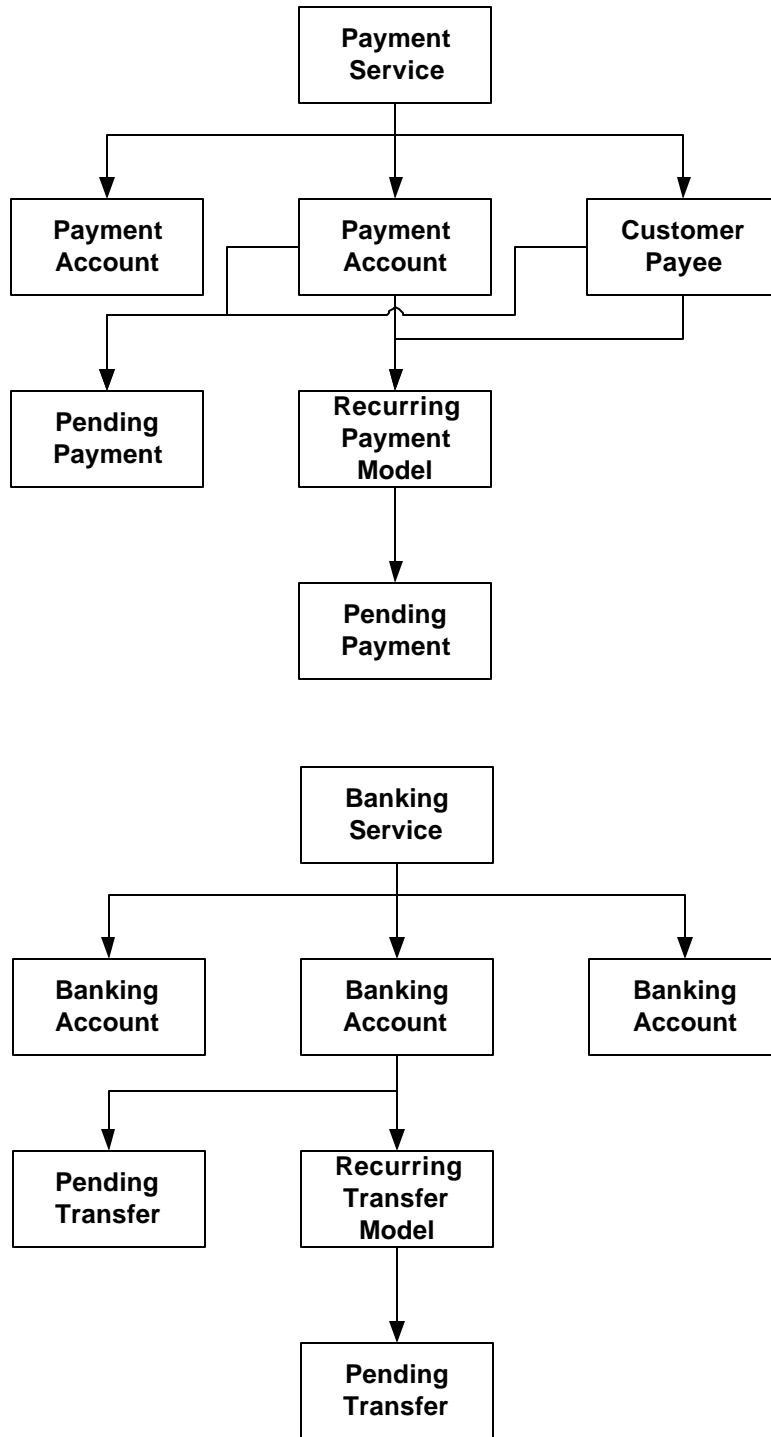 Payment
Service
Payment
Account
Payment
Account
Customer
Payee
Pending
Payment
Recurring
Payment
Model
Pending
Payment
Banking
Service
Banking
Account
Banking
Account
Banking
Account
Pending
Transfer
Recurring
Transfer
Model
Pending
Transfer